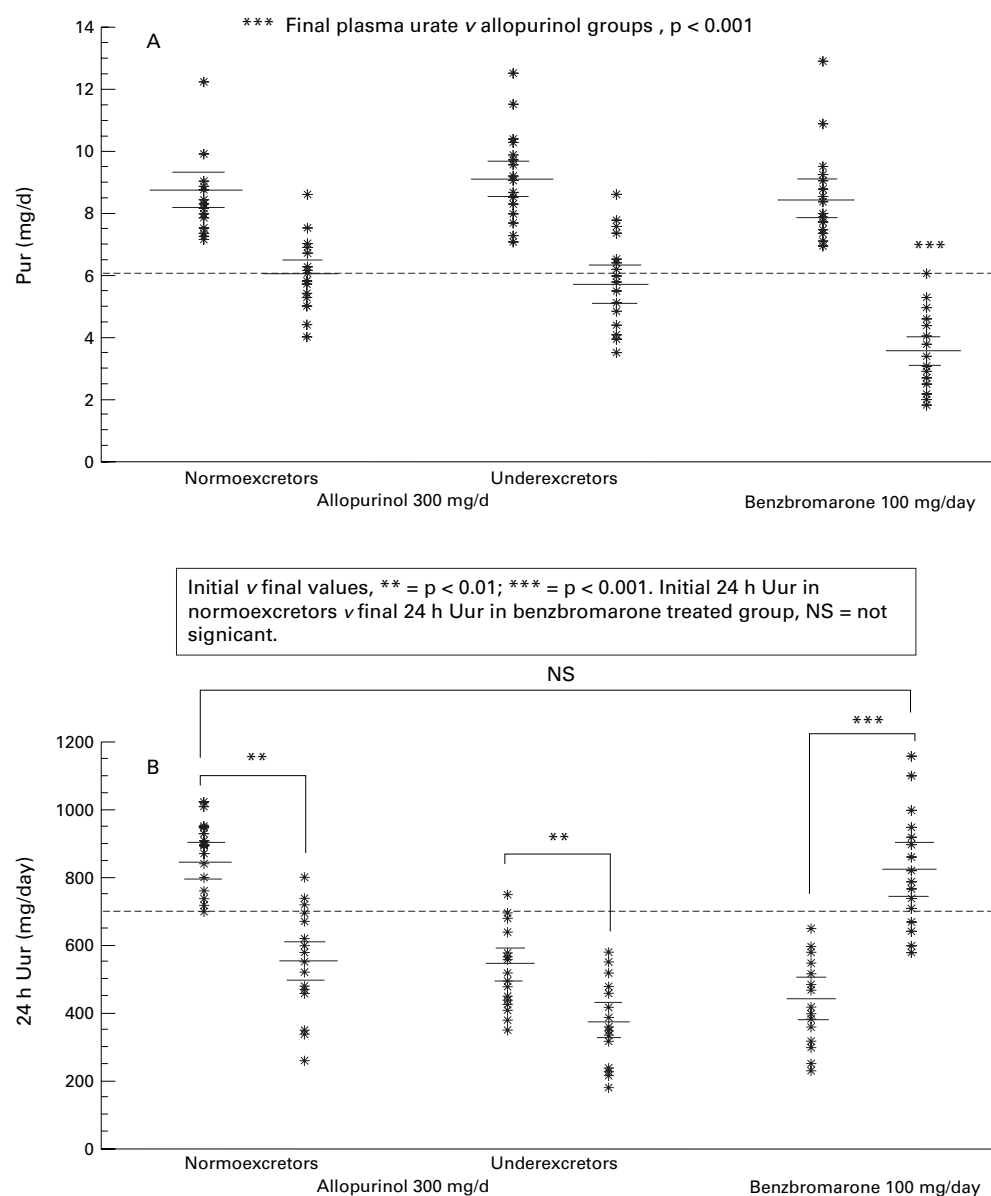 *** Final plasma urate v allopurinol groups , p < 0.001
A
14
12
10
8
6
4
2
0
Pur (mg/d)
***
Normoexcretors
Underexcretors
Allopurinol 300 mg/d
Benzbromarone 100 mg/day
Initial v final values, ** = p < 0.01; *** = p < 0.001. Initial 24 h Uur in
normoexcretors v final 24 h Uur in benzbromarone treated group, NS = not
signicant.
NS
B
**
**
***
1200
1000
800
600
400
200
0
24 h Uur (mg/day)
Normoexcretors
Underexcretors
Allopurinol 300 mg/d
Benzbromarone 100 mg/day